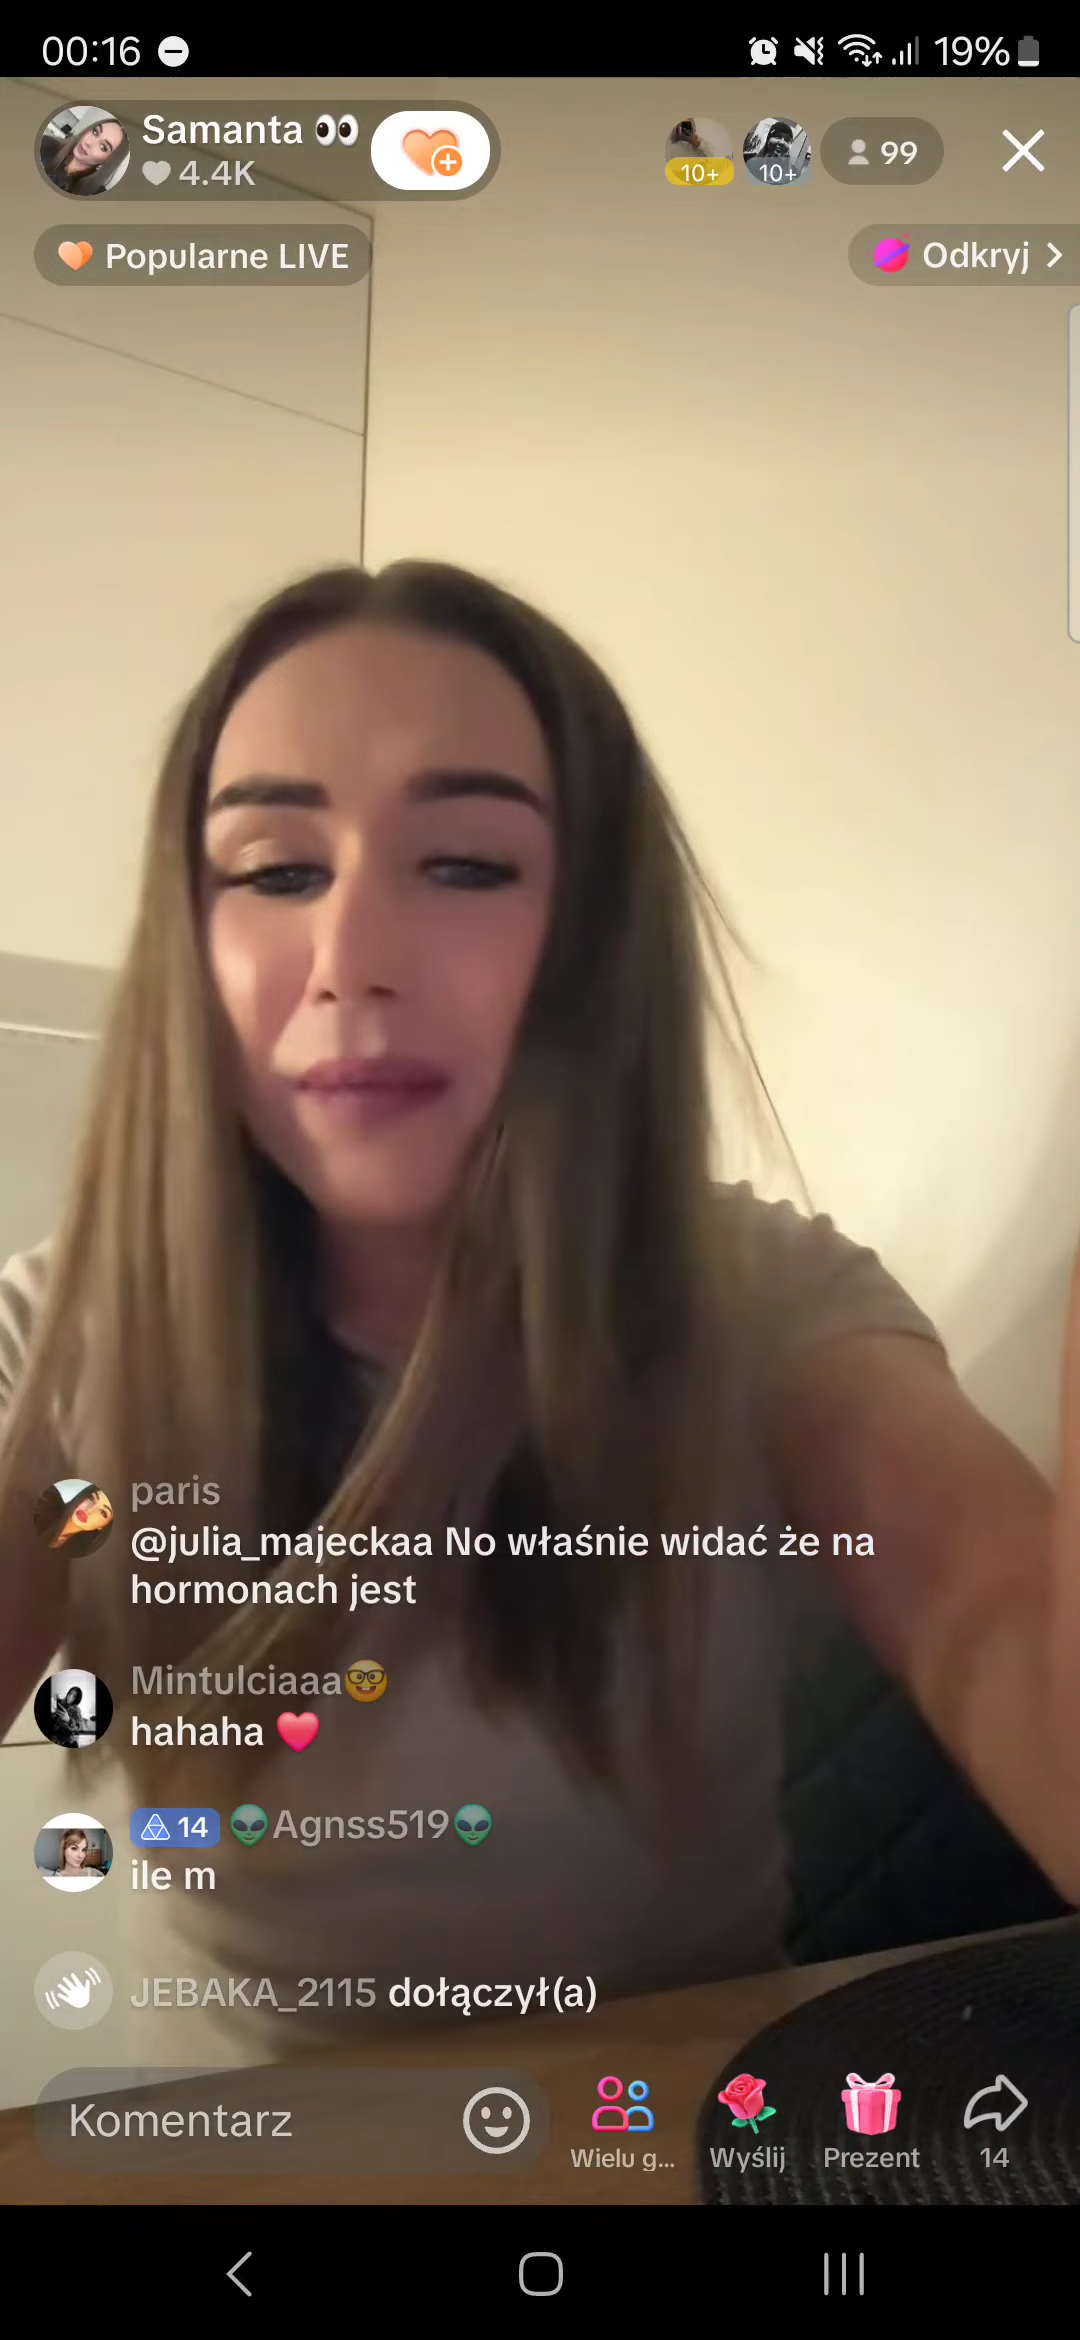 00:16
19%
Samanta 👀
4.4K
10+
10+
99
Popularne LIVE
Odkryj
paris
@julia_majeckaa No właśnie widać że na
hormonach jest
Mintulciaaa🤓
hahaha ❤️
14 👽Agnss519👽
ile m
JEBAKA_2115 dołączył(a)
Komentarz
Wielu g...
Wyślij
Prezent
14